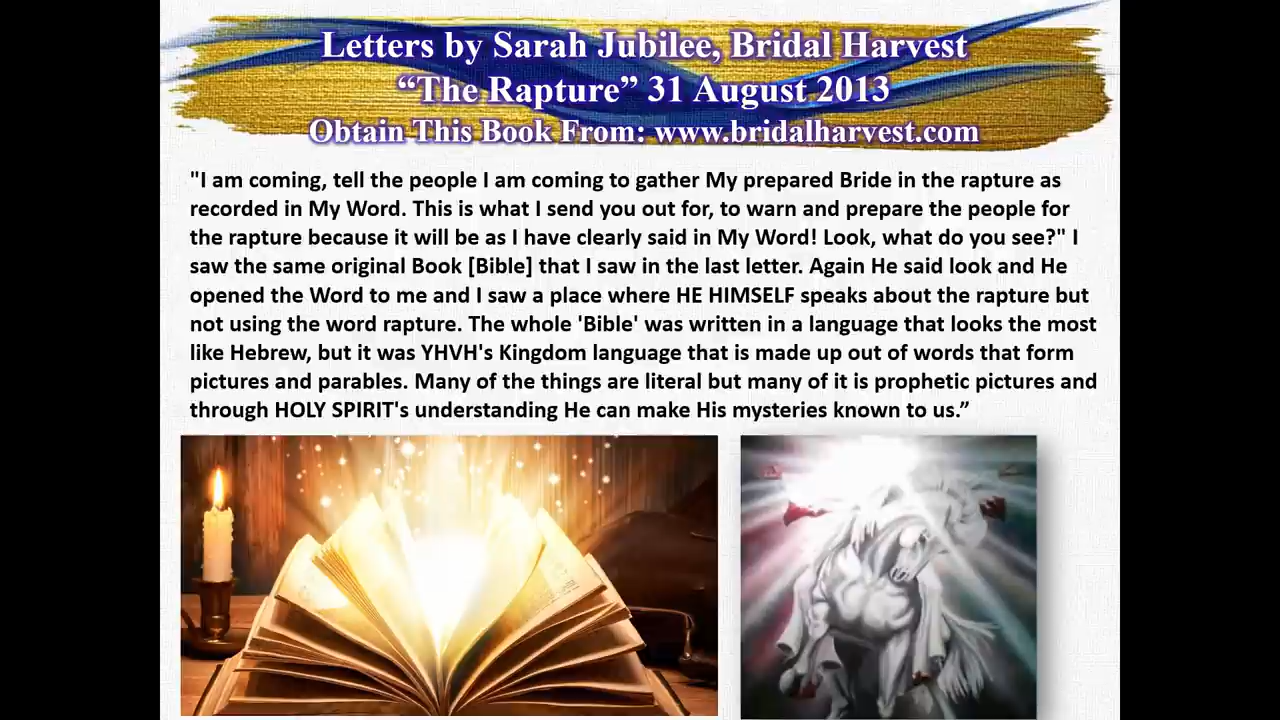 Letters by Sarah Jubilee, Bridal Harvest
“The Rapture” 31 August 2013
Obtain This Book From: www.bridalharvest.com
"I am coming, tell the people I am coming to gather My prepared Bride in the rapture as
recorded in My Word. This is what I send you out for, to warn and prepare the people for
the rapture because it will be as I have clearly said in My Word! Look, what do you see?" I
saw the same original Book [Bible] that I saw in the last letter. Again He said look and He
opened the Word to me and I saw a place where HE HIMSELF speaks about the rapture but
not using the word rapture. The whole 'Bible' was written in a language that looks the most
like Hebrew, but it was YHVH's Kingdom language that is made up out of words that form
pictures and parables. Many of the things are literal but many of it is prophetic pictures and
through HOLY SPIRIT's understanding He can make His mysteries known to us.”